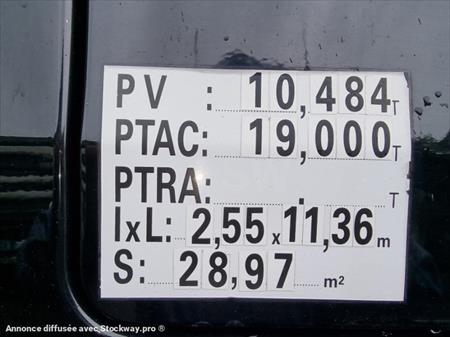 PV : 10,484 T
PTAC: 19,000 T
PTRA: . T
IxL: 2,55 x 11,36 m
S: 28,97 m²
Annonce diffusée avec Stockway.pro ®